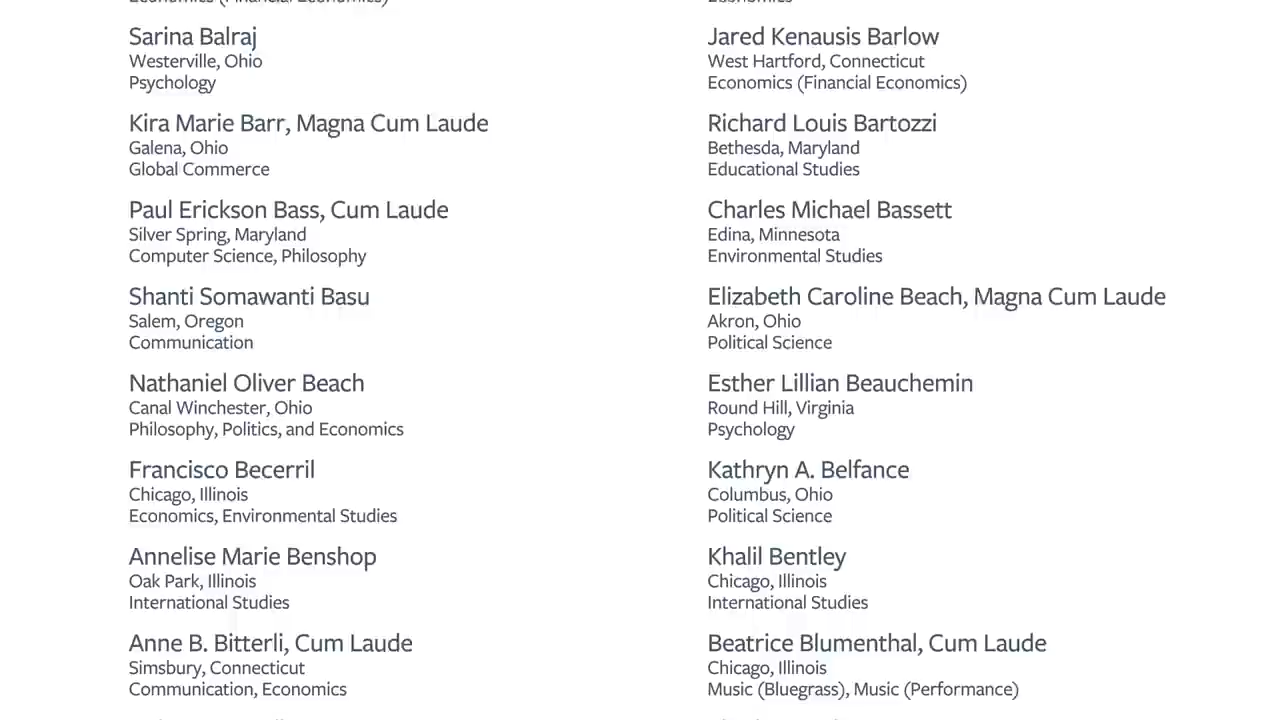 Economics (Financial Economics)
Economics
Sarina Balraj
Westerville, Ohio
Psychology
Jared Kenausis Barlow
West Hartford, Connecticut
Economics (Financial Economics)
Kira Marie Barr, Magna Cum Laude
Galena, Ohio
Global Commerce
Richard Louis Bartozzi
Bethesda, Maryland
Educational Studies
Paul Erickson Bass, Cum Laude
Silver Spring, Maryland
Computer Science, Philosophy
Charles Michael Bassett
Edina, Minnesota
Environmental Studies
Shanti Somawanti Basu
Salem, Oregon
Communication
Elizabeth Caroline Beach, Magna Cum Laude
Akron, Ohio
Political Science
Nathaniel Oliver Beach
Canal Winchester, Ohio
Philosophy, Politics, and Economics
Esther Lillian Beauchemin
Round Hill, Virginia
Psychology
Francisco Becerril
Chicago, Illinois
Economics, Environmental Studies
Kathryn A. Belfance
Columbus, Ohio
Political Science
Annelise Marie Benshop
Oak Park, Illinois
International Studies
Khalil Bentley
Chicago, Illinois
International Studies
Anne B. Bitterli, Cum Laude
Simsbury, Connecticut
Communication, Economics
Beatrice Blumenthal, Cum Laude
Chicago, Illinois
Music (Bluegrass), Music (Performance)